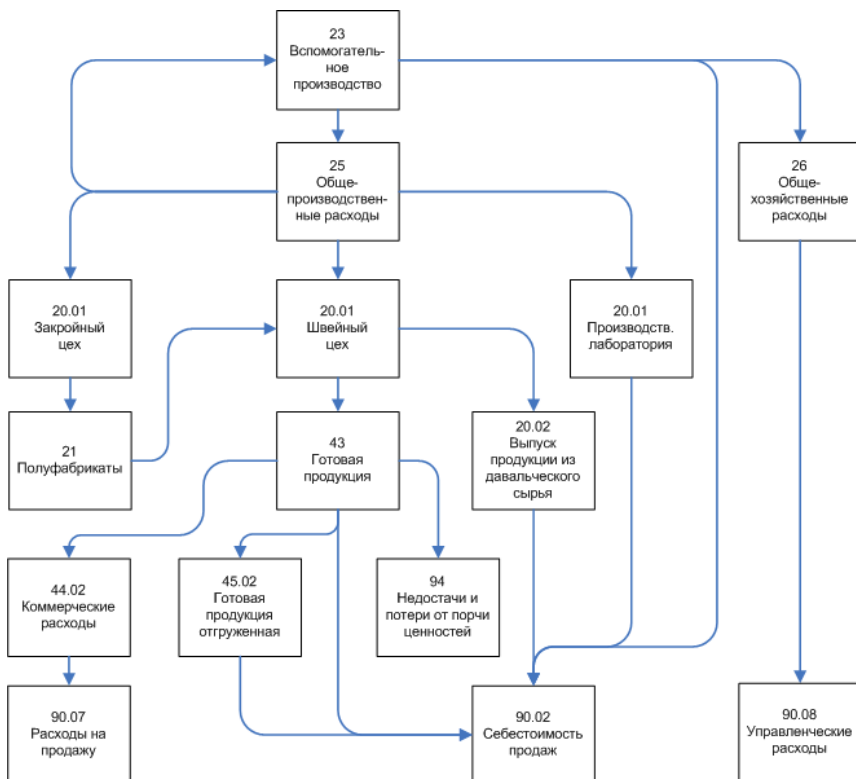 23
Вспомогатель-
ное
производство
25
Обще-
производствен-
ные расходы
26
Обще-
хозяйственные
расходы
20.01
Закройный
цех
20.01
Швейный
цех
20.01
Производств.
лаборатория
21
Полуфабрикаты
43
Готовая
продукция
20.02
Выпуск
продукции из
давальческого
сырья
44.02
Коммерческие
расходы
45.02
Готовая
продукция
отгруженная
94
Недостачи и
потери от порчи
ценностей
90.07
Расходы на
продажу
90.02
Себестоимость
продаж
90.08
Управленческие
расходы